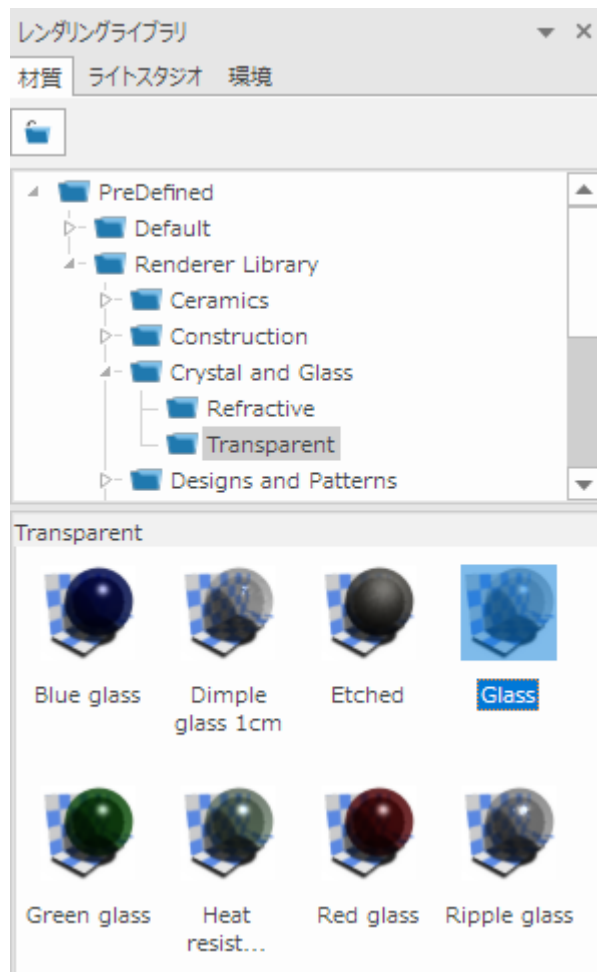 レンダリングライブラリ
材質 ライトスタジオ 環境
PreDefined
Default
Renderer Library
Ceramics
Construction
Crystal and Glass
Refractive
Transparent
Designs and Patterns
Transparent
Blue glass
Dimple
glass 1cm
Etched
Glass
Green glass
Heat
resist...
Red glass
Ripple glass